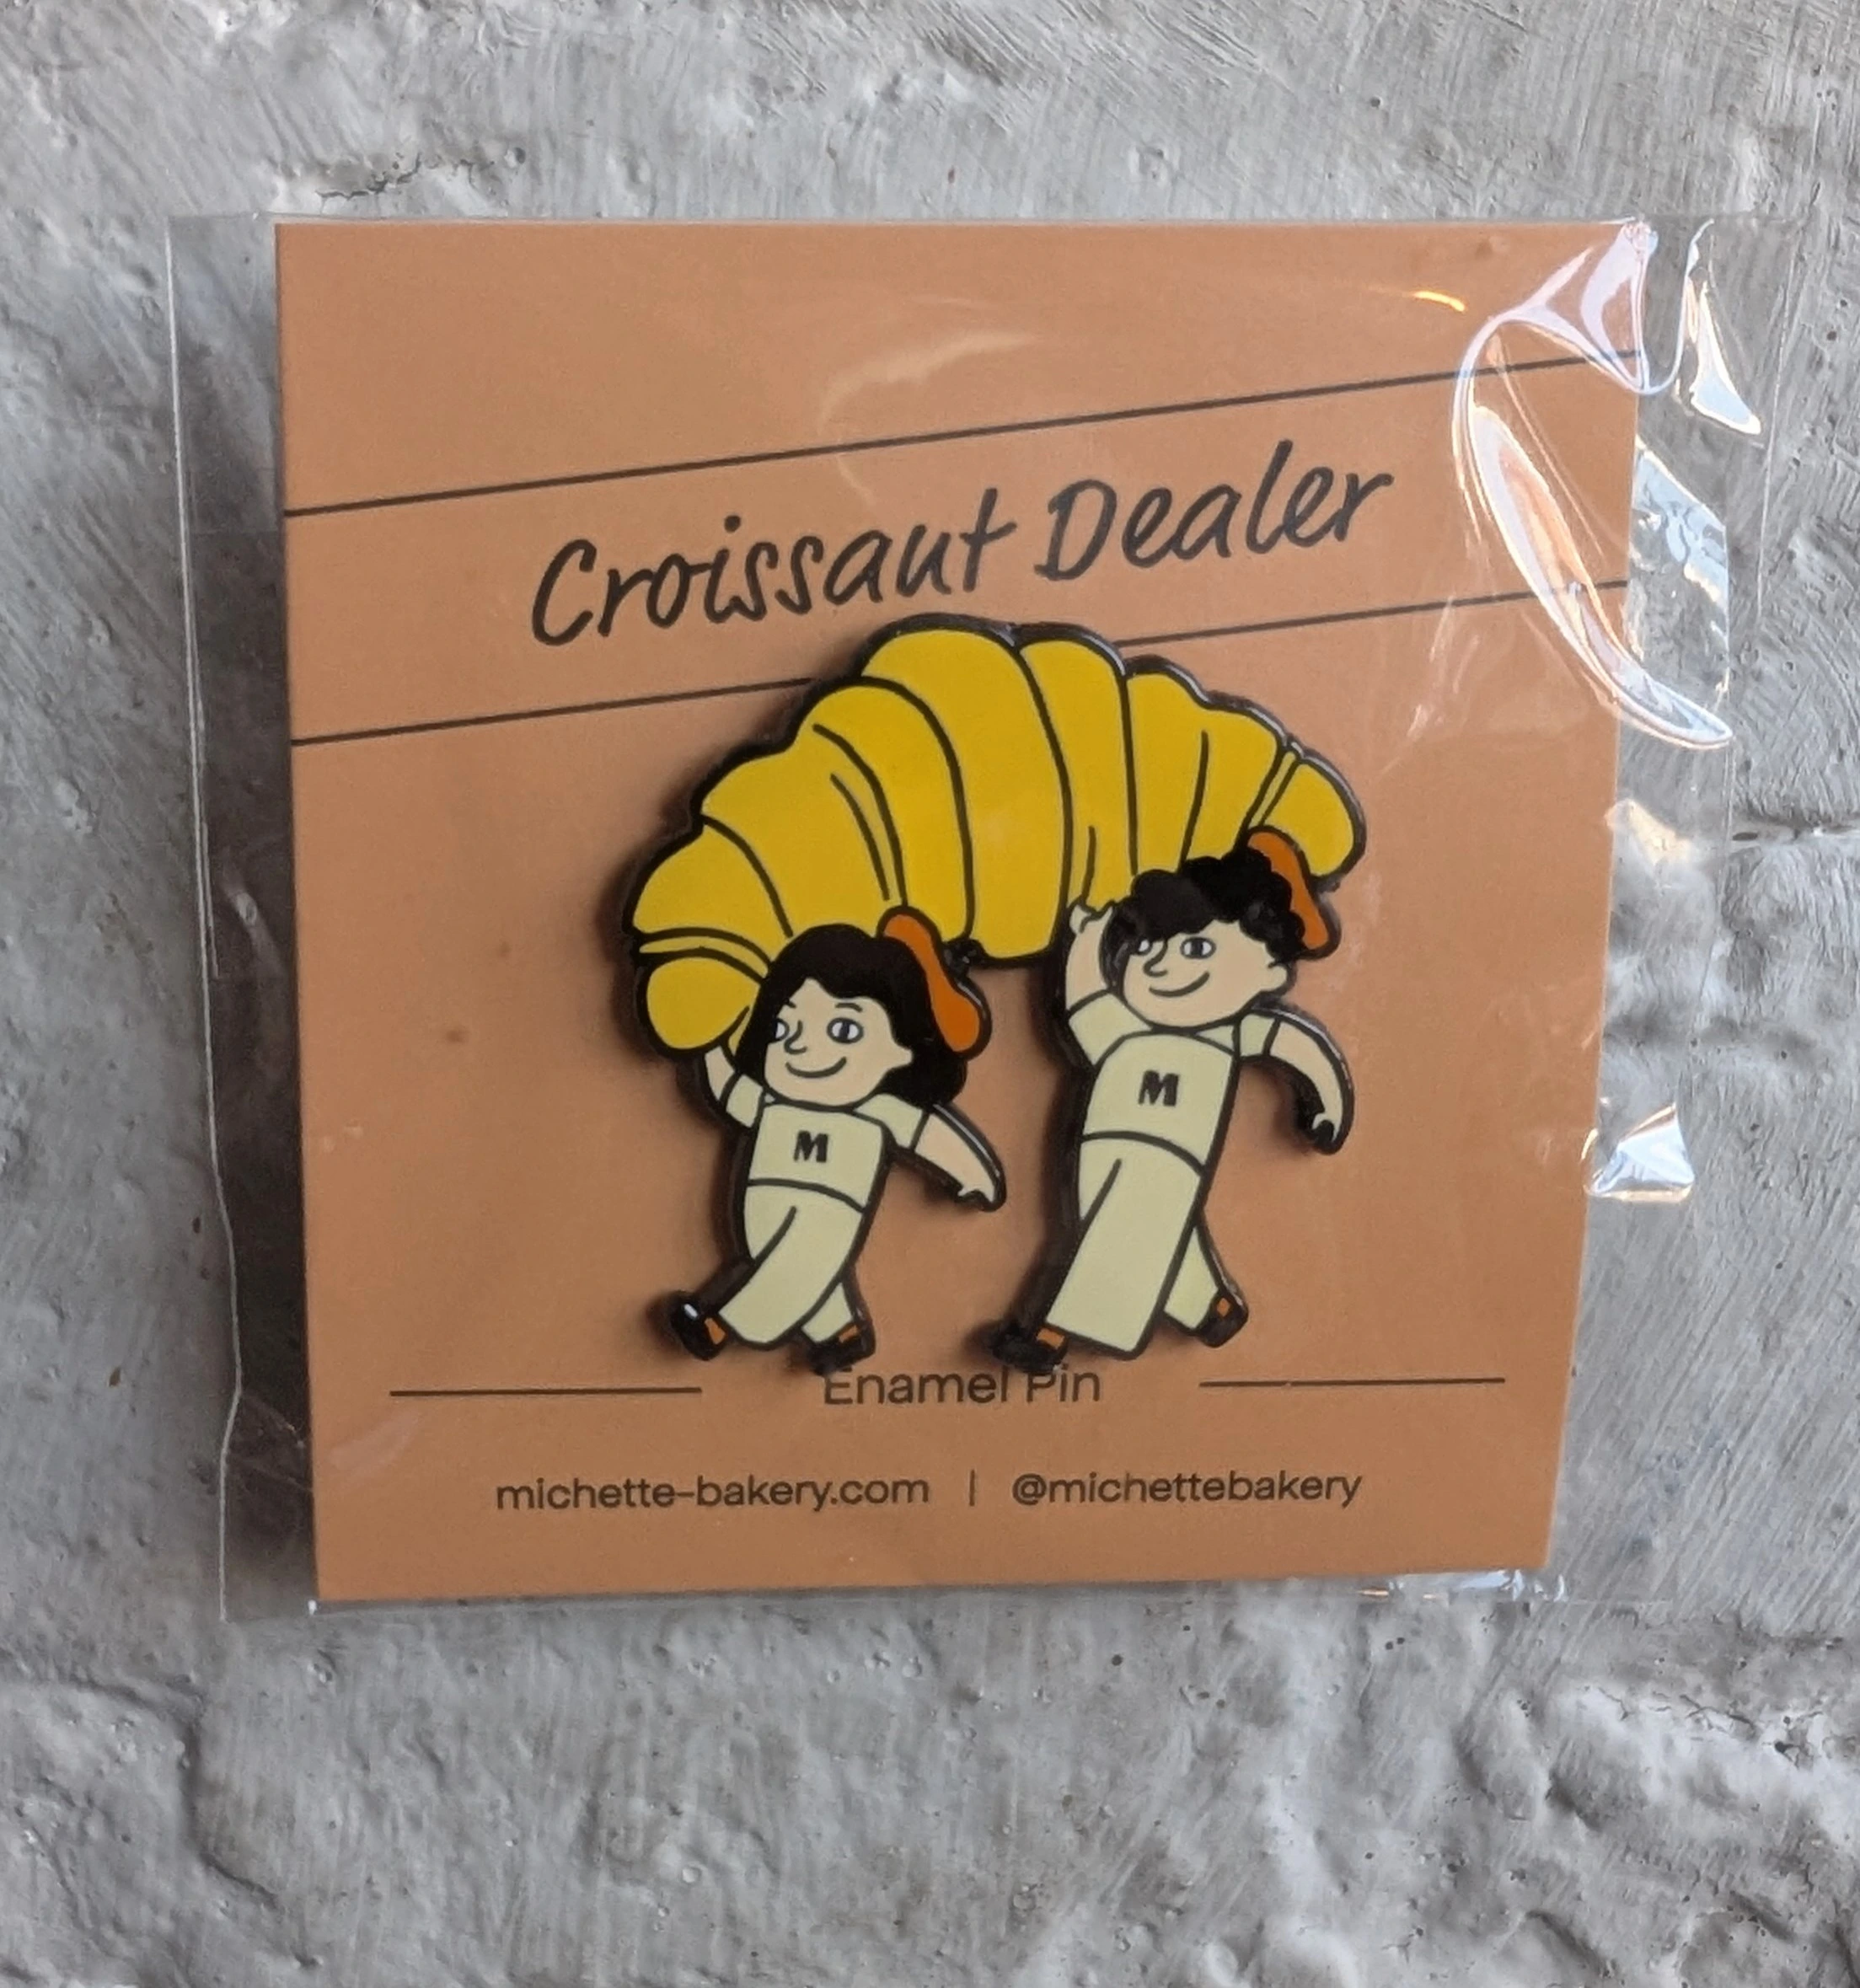 Croissant Dealer
M
M
Enamel Pin
michette-bakery.com | @michettebakery